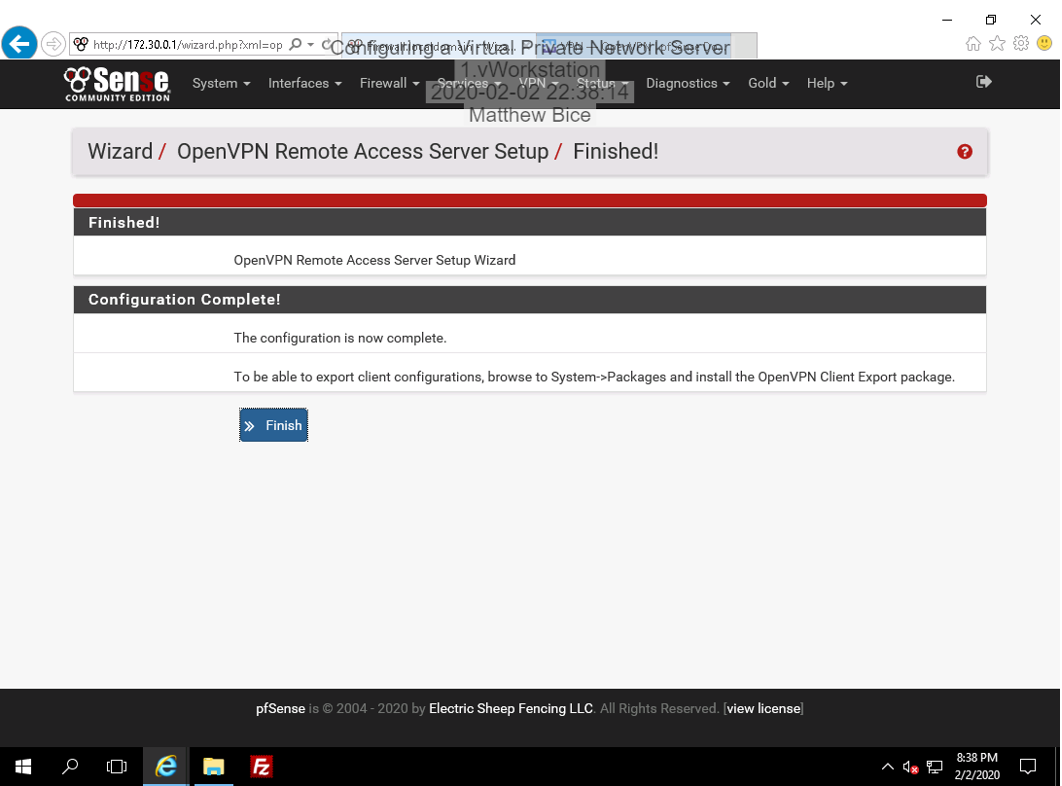 http://172.30.0.1/wizard.php?xml=op
Configuring a Virtual Private Network Server
1.vWorkstation
2020-02-02 22:38:14
Matthew Bice
Sense
COMMUNITY EDITION
System
Interfaces
Firewall
Services
VPN
Status
Diagnostics
Gold
Help
Wizard / OpenVPN Remote Access Server Setup / Finished!
Finished!
OpenVPN Remote Access Server Setup Wizard
Configuration Complete!
The configuration is now complete.
To be able to export client configurations, browse to System->Packages and install the OpenVPN Client Export package.
Finish
pfSense is © 2004 - 2020 by Electric Sheep Fencing LLC. All Rights Reserved. [view license]
Fz
8:38 PM
2/2/2020